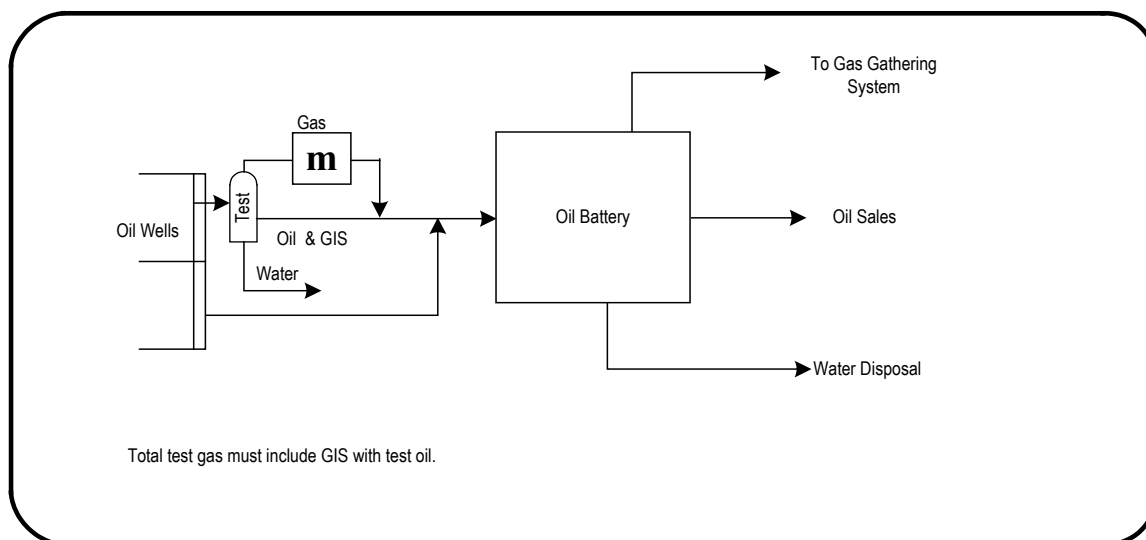 To Gas Gathering
System
Gas
m
Test
Oil Wells
Oil & GIS
Oil Battery
Oil Sales
Water
Water Disposal
Total test gas must include GIS with test oil.